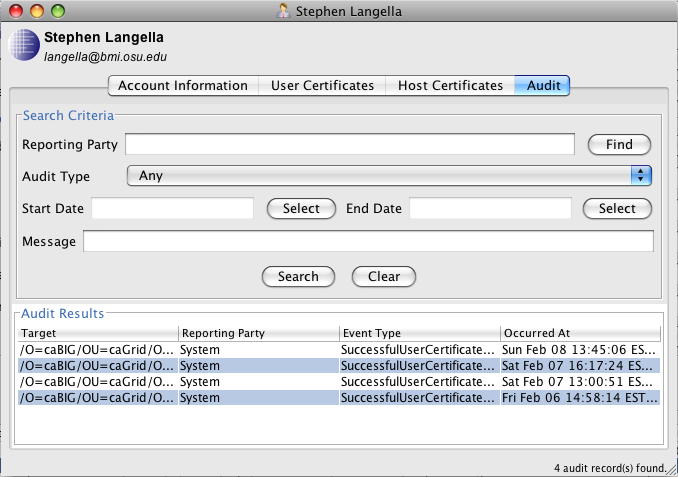 Stephen Langella
Stephen Langella
langella@bmi.osu.edu
Account Information User Certificates Host Certificates Audit
Search Criteria
Reporting Party Find
Audit Type Any
Start Date Select End Date Select
Message
Search Clear
Audit Results
Target Reporting Party Event Type Occurred At
/O=caBIG/OU=caGrid/O... System SuccessfulUserCertificate... Sun Feb 08 13:45:06 ES...
/O=caBIG/OU=caGrid/O... System SuccessfulUserCertificate... Sat Feb 07 16:17:24 ES...
/O=caBIG/OU=caGrid/O... System SuccessfulUserCertificate... Sat Feb 07 13:00:51 ES...
/O=caBIG/OU=caGrid/O... System SuccessfulUserCertificate... Fri Feb 06 14:58:14 EST...
4 audit record(s) found.